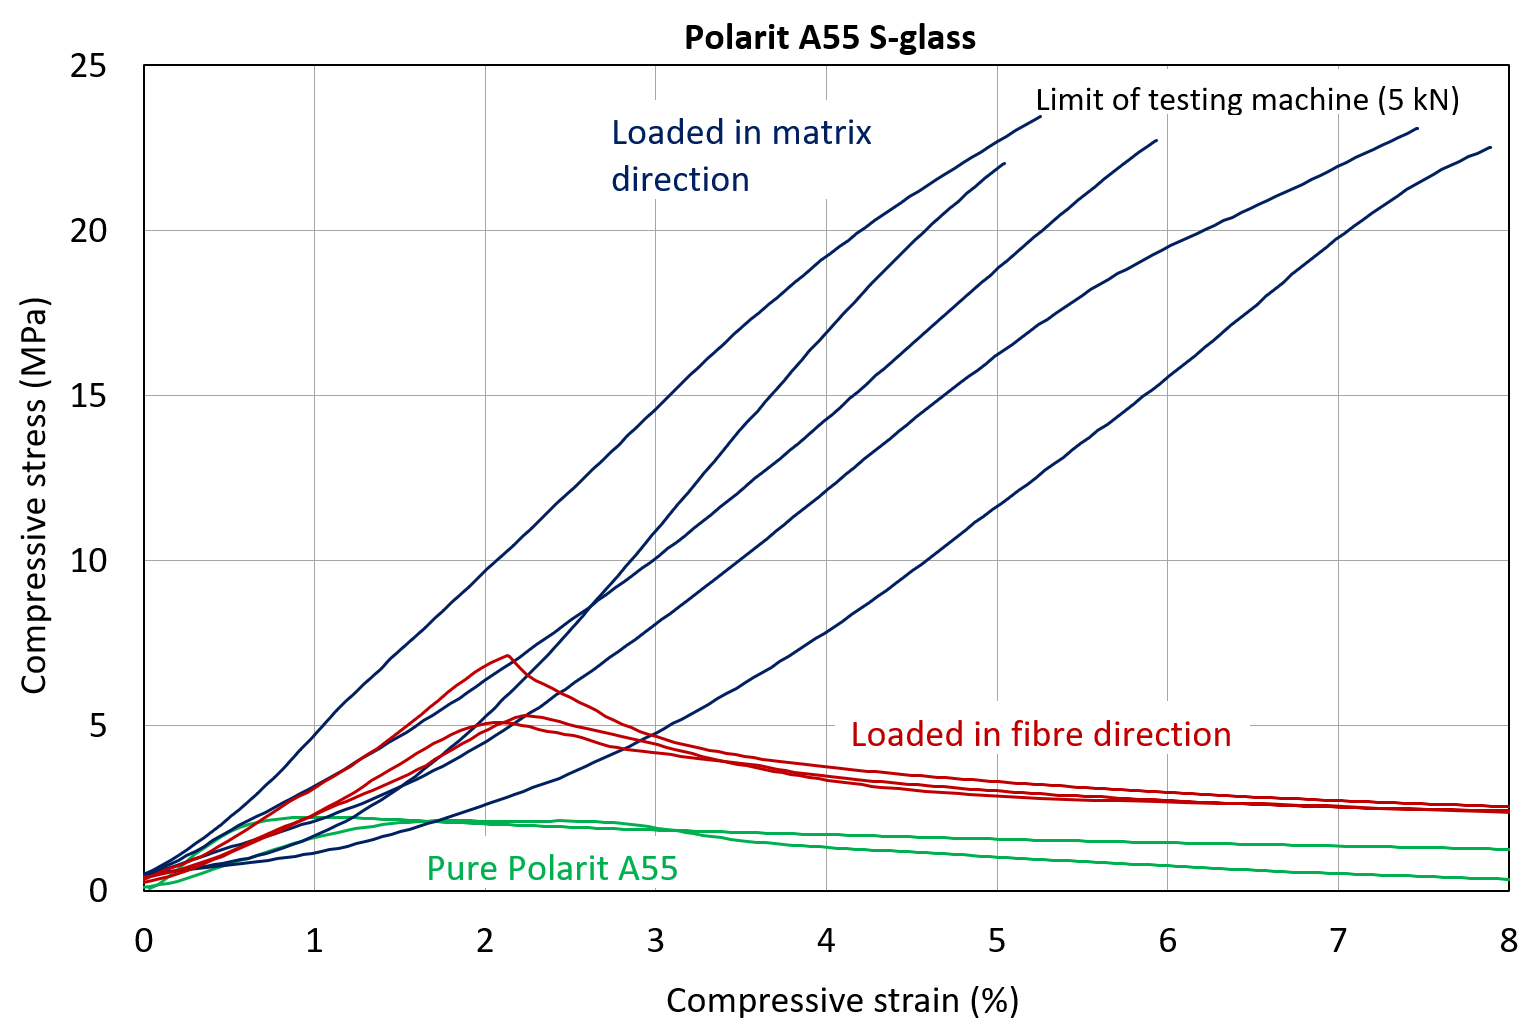 Polarit A55 S-glass
25
Limit of testing machine (5 kN)
Loaded in matrix
direction
20
15
Compressive stress (MPa)
10
5
Loaded in fibre direction
Pure Polarit A55
0
0 1 2 3 4 5 6 7 8
Compressive strain (%)